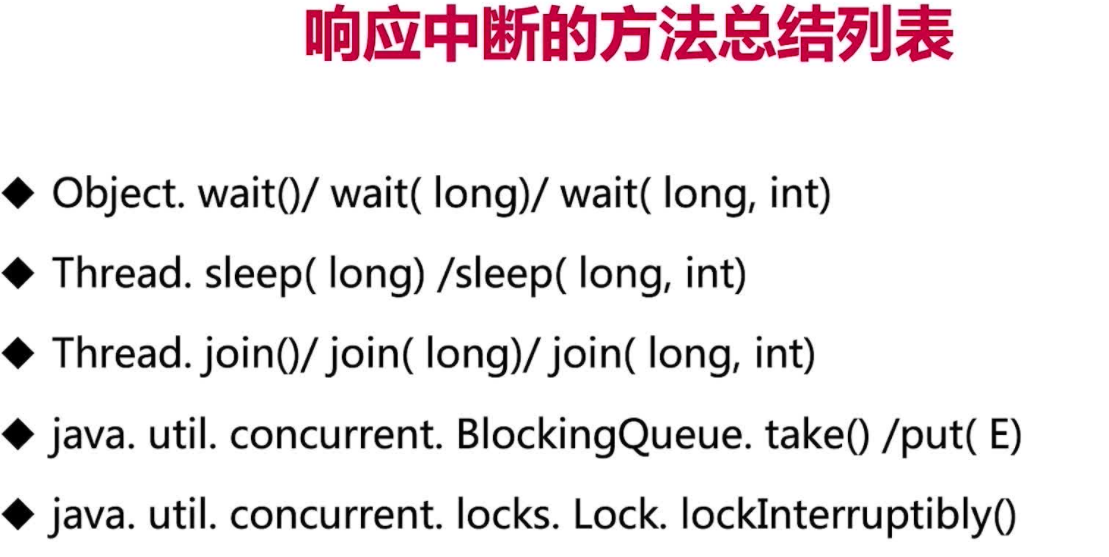 响应中断的方法总结列表
◆ Object. wait()/ wait( long)/ wait( long, int)
◆ Thread. sleep( long) /sleep( long, int)
◆ Thread. join()/ join( long)/ join( long, int)
◆ java. util. concurrent. BlockingQueue. take() /put( E)
◆ java. util. concurrent. locks. Lock. lockInterruptibly()